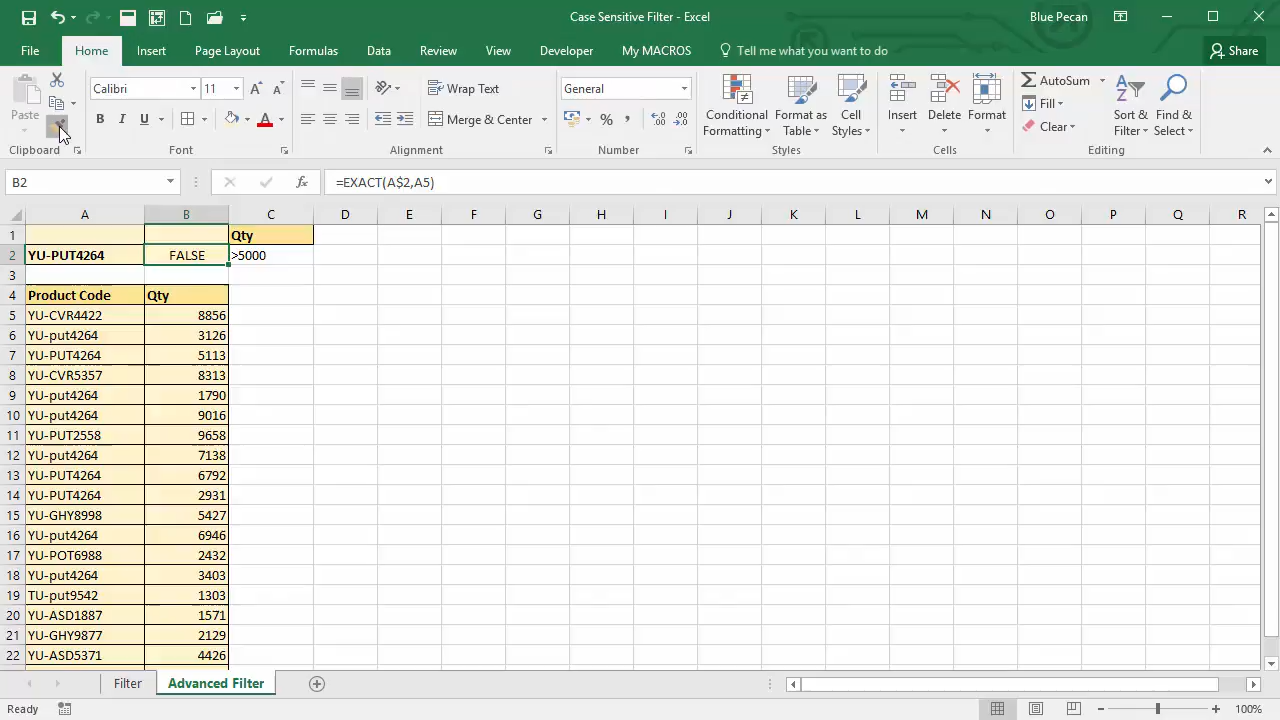 Case Sensitive Filter - Excel
Blue Pecan
File Home Insert Page Layout Formulas Data Review View Developer My MACROS Tell me what you want to do Share
Paste
Calibri 11
Wrap Text
General
Merge & Center
Conditional Formatting
Format as Table
Cell Styles
Insert Delete Format
AutoSum
Fill
Clear
Sort & Filter
Find & Select
Clipboard Font Alignment Number Styles Cells Editing
B2 =EXACT(A$2,A5)
A B C D E F G H I J K L M N O P Q R
1 Qty
2 YU-PUT4264 FALSE >5000
3
4 Product Code Qty
5 YU-CVR4422 8856
6 YU-put4264 3126
7 YU-PUT4264 5113
8 YU-CVR5357 8313
9 YU-put4264 1790
10 YU-put4264 9016
11 YU-PUT2558 9658
12 YU-put4264 7138
13 YU-PUT4264 6792
14 YU-PUT4264 2931
15 YU-GHY8998 5427
16 YU-put4264 6946
17 YU-POT6988 2432
18 YU-put4264 3403
19 TU-put9542 1303
20 YU-ASD1887 1571
21 YU-GHY9877 2129
22 YU-ASD5371 4426
Filter Advanced Filter
Ready 100%